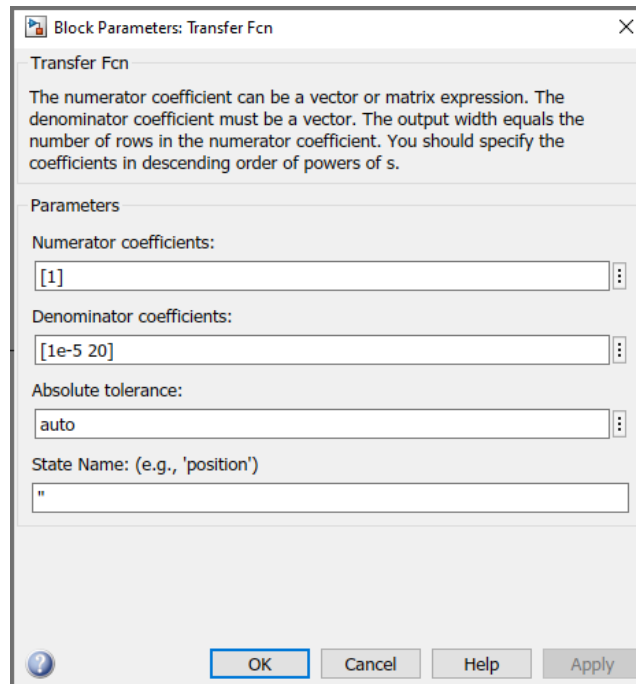 Block Parameters: Transfer Fcn
Transfer Fcn
The numerator coefficient can be a vector or matrix expression. The
denominator coefficient must be a vector. The output width equals the
number of rows in the numerator coefficient. You should specify the
coefficients in descending order of powers of s.
Parameters
Numerator coefficients:
[1]
Denominator coefficients:
[1e-5 20]
Absolute tolerance:
auto
State Name: (e.g., 'position')
''
OK Cancel Help Apply